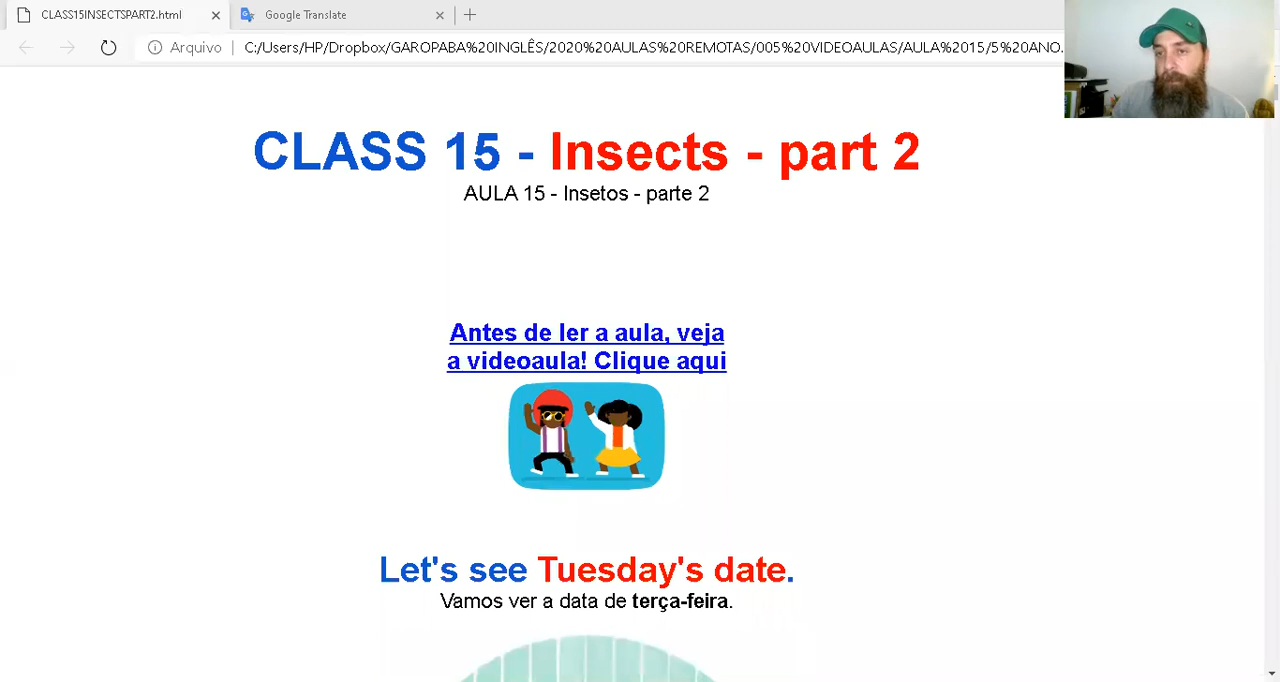 CLASS15INSECTSPART2.html
Google Translate
Arquivo
C:/Users/HP/Dropbox/GAROPABA%20INGLÊS/2020%20AULAS%20REMOTAS/005%20VIDEOAULAS/AULA%2015/5%20ANO.
CLASS 15 - Insects - part 2
AULA 15 - Insetos - parte 2
Antes de ler a aula, veja
a videoaula! Clique aqui
Let's see Tuesday's date.
Vamos ver a data de terça-feira.